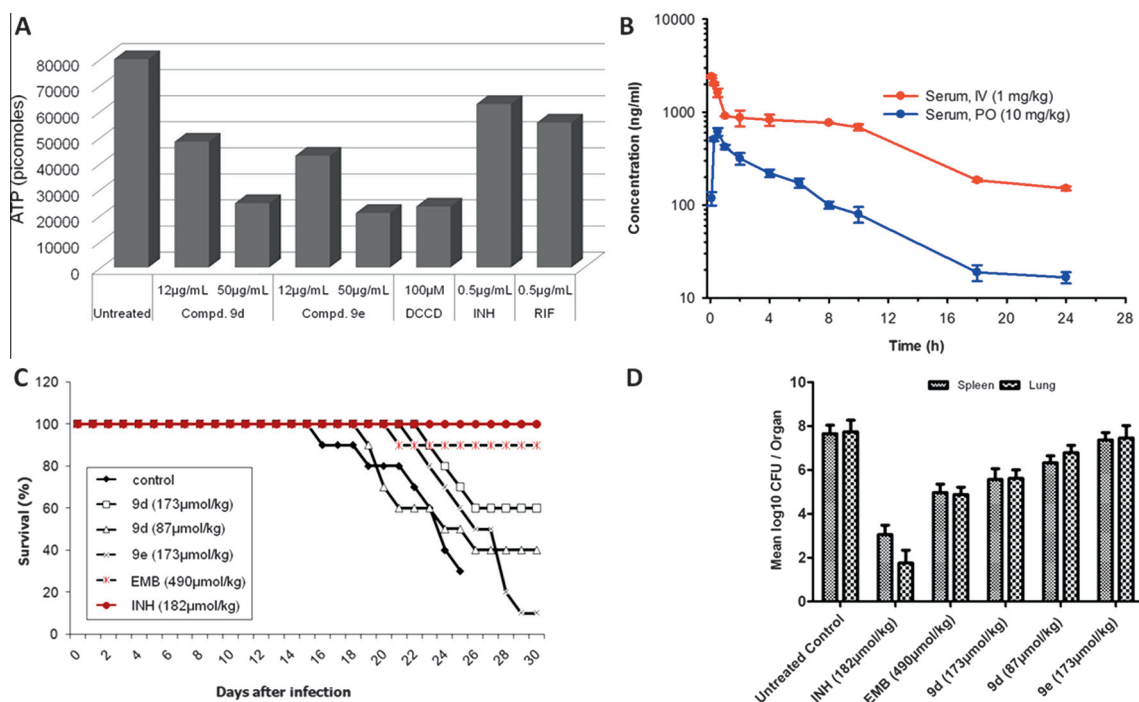 A
ATP (picomoles)
80000
70000
60000
50000
40000
30000
20000
10000
0
Untreated
12µg/mL 50µg/mL 12µg/mL 50µg/mL 100µM 0.5µg/mL 0.5µg/mL
Compd. 9d Compd. 9e DCCD INH RIF
B
Concentration (ng/ml)
10000
1000
100
10
Serum, IV (1 mg/kg)
Serum, PO (10 mg/kg)
0 4 8 12 16 20 24 28
Time (h)
C
Survival (%)
120
100
80
60
40
20
0
control
9d (173µmol/kg)
9d (87µmol/kg)
9e (173µmol/kg)
EMB (490µmol/kg)
INH (182µmol/kg)
0 2 4 6 8 10 12 14 16 18 20 22 24 26 28 30
Days after infection
D
Spleen Lung
Mean log10 CFU / Organ
10
8
6
4
2
0
Untreated Control
INH (182µmol/kg)
EMB (490µmol/kg)
9d (173µmol/kg)
9d (87µmol/kg)
9e (173µmol/kg)